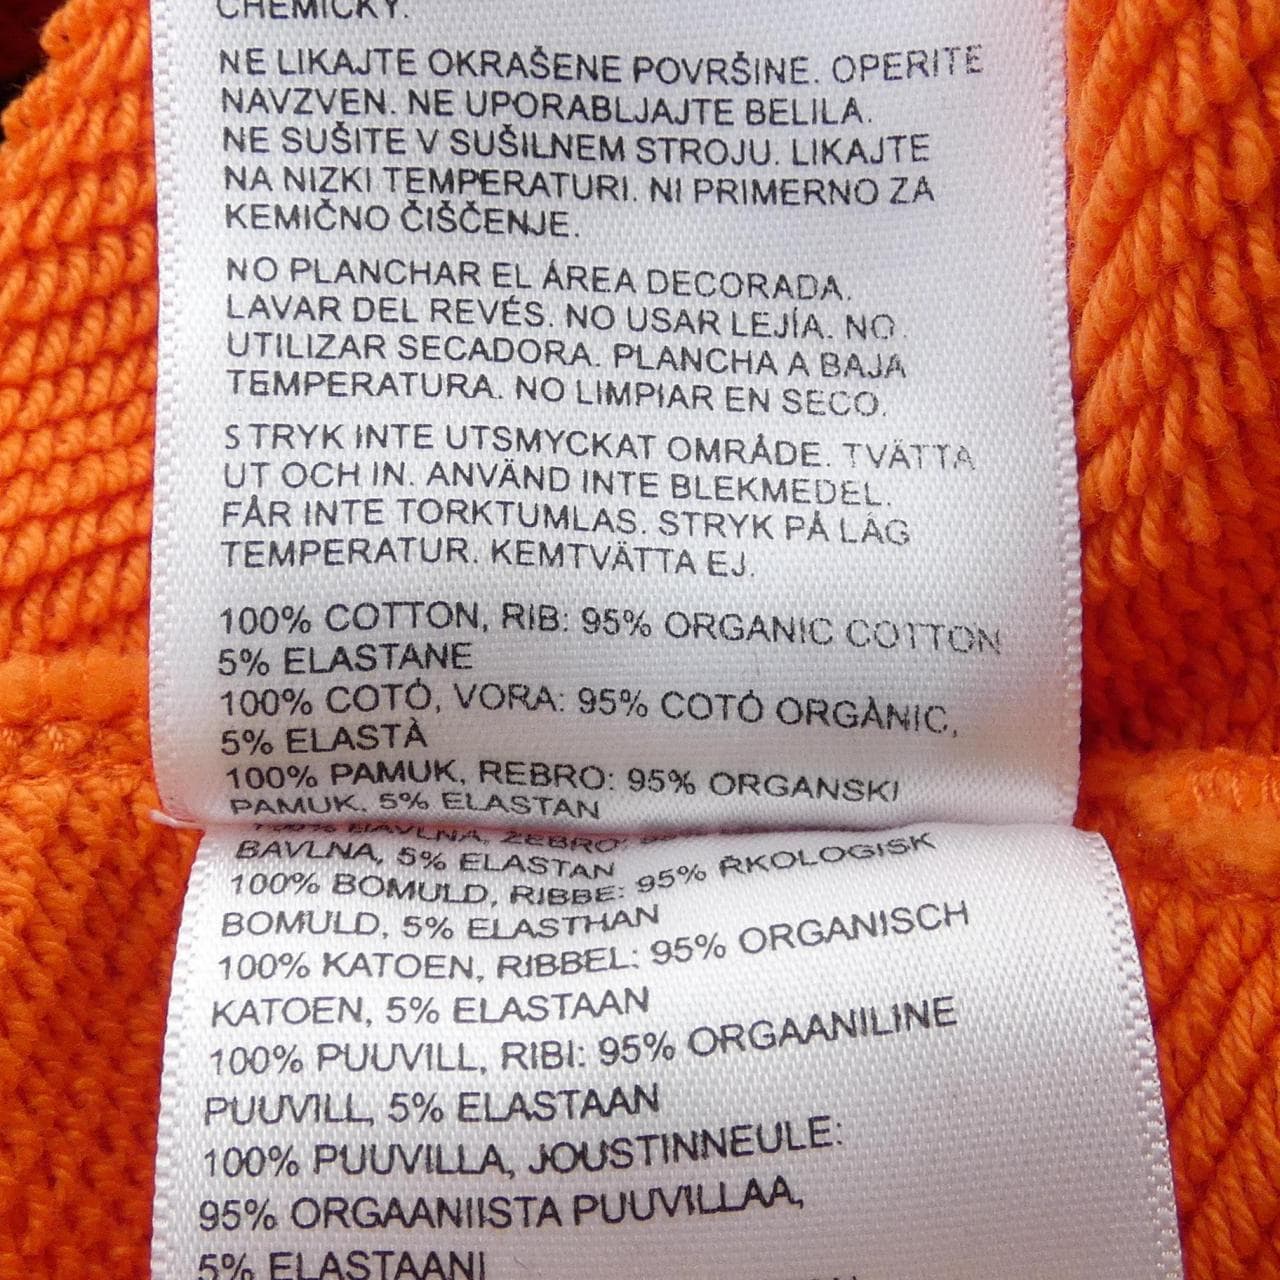 CHEMICKY.
NE LIKAJTE OKRAŠENE POVRŠINE. OPERITE
NAVZVEN. NE UPORABLJAJTE BELILA.
NE SUŠITE V SUŠILNEM STROJU. LIKAJTE
NA NIZKI TEMPERATURI. NI PRIMERNO ZA
KEMIČNO ČIŠČENJE.
NO PLANCHAR EL ÁREA DECORADA.
LAVAR DEL REVÉS. NO USAR LEJÍA. NO
UTILIZAR SECADORA. PLANCHA A BAJA
TEMPERATURA. NO LIMPIAR EN SECO.
STRYK INTE UTSMYCKAT OMRÅDE. TVÄTTA
UT OCH IN. ANVÄND INTE BLEKMEDEL.
FÅR INTE TORKTUMLAS. STRYK PÅ LÅG
TEMPERATUR. KEMTVÄTTA EJ.
100% COTTON, RIB: 95% ORGANIC COTTON
5% ELASTANE
100% COTÓ, VORA: 95% COTÓ ORGÀNIC,
5% ELASTÀ
100% PAMUK, REBRO: 95% ORGANSKI
PAMUK, 5% ELASTAN
100% BAVLNA, ŽEBRO:
BAVLNA, 5% ELASTAN
100% BOMULD, RIBBE: 95% RKOLOGISK
BOMULD, 5% ELASTHAN
100% KATOEN, RIBBEL: 95% ORGANISCH
KATOEN, 5% ELASTAAN
100% PUUVILL, RIBI: 95% ORGAANILINE
PUUVILL, 5% ELASTAAN
100% PUUVILLA, JOUSTINNEULE:
95% ORGAANIISTA PUUVILLAA,
5% ELASTAANI